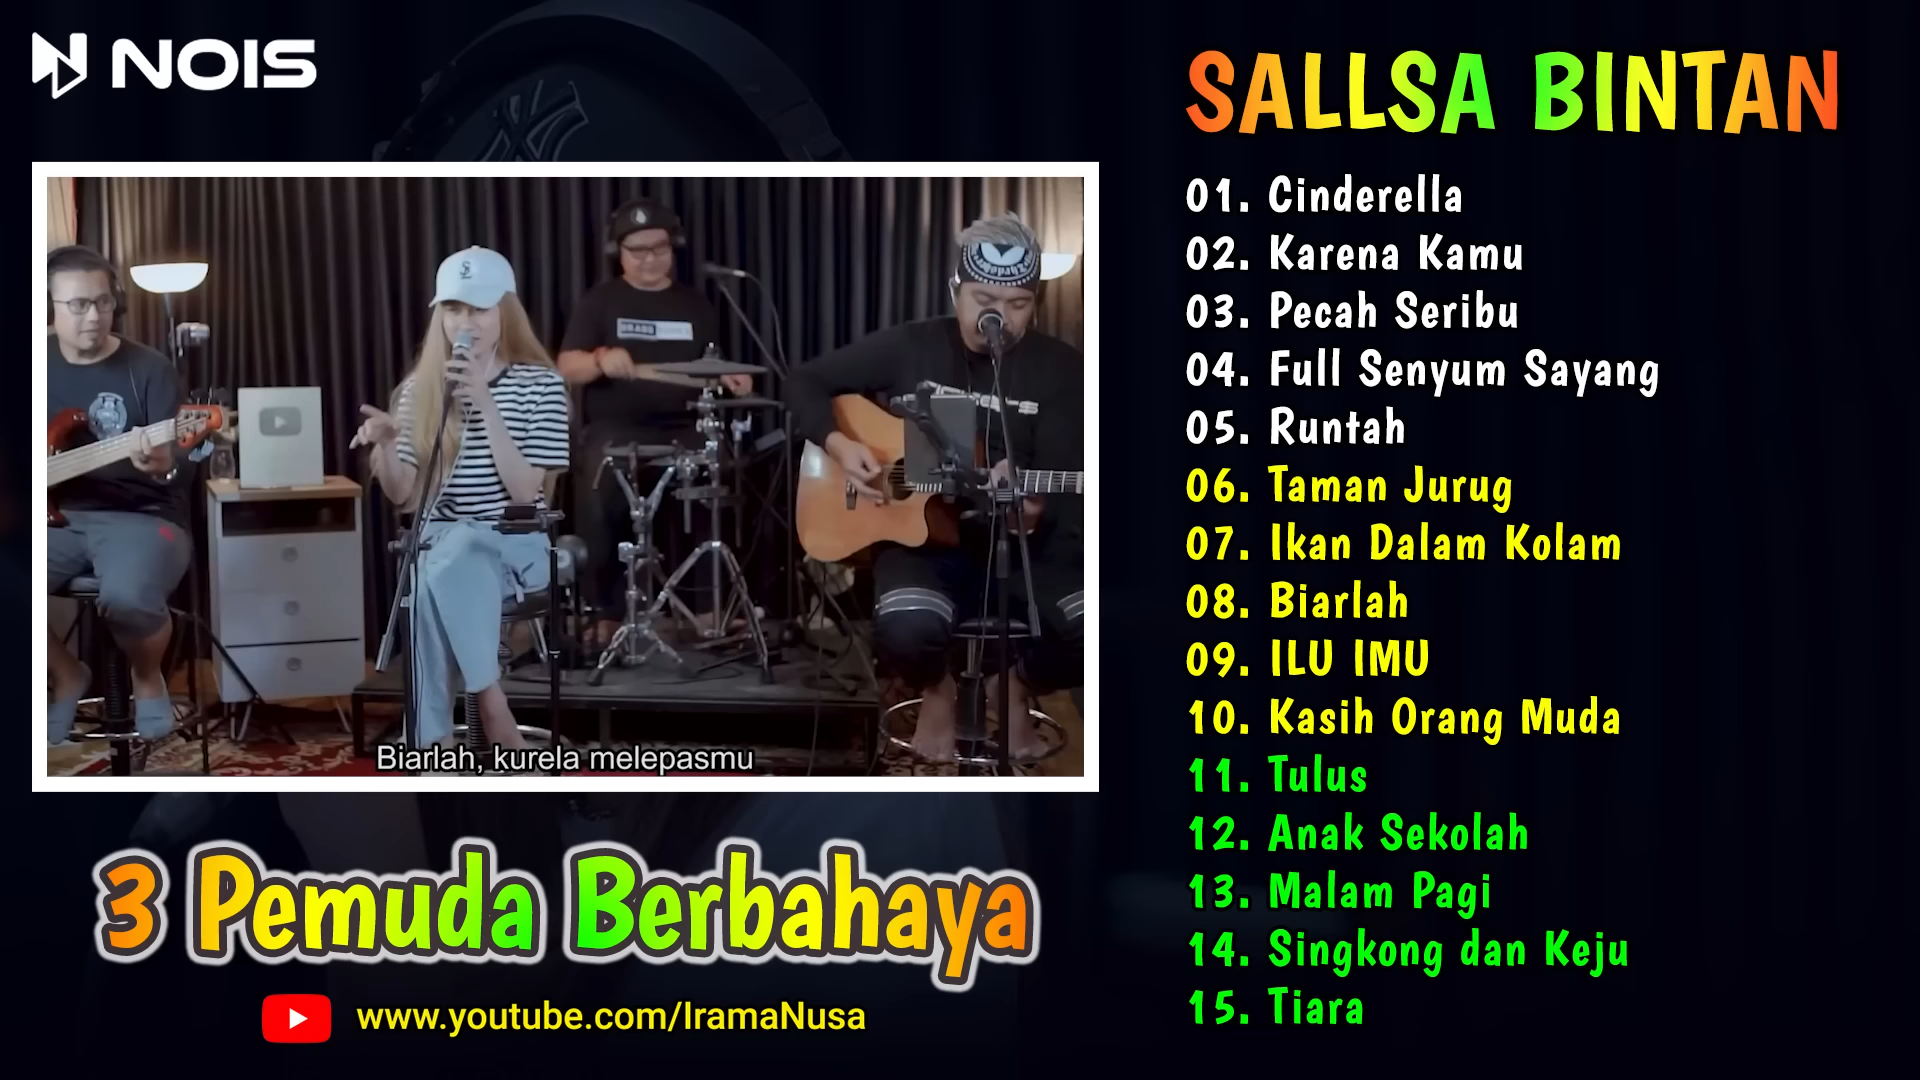 NOIS
SALLSA BINTAN
01. Cinderella
02. Karena Kamu
03. Pecah Seribu
04. Full Senyum Sayang
05. Runtah
06. Taman Jurug
07. Ikan Dalam Kolam
08. Biarlah
09. ILU IMU
10. Kasih Orang Muda
11. Tulus
12. Anak Sekolah
13. Malam Pagi
14. Singkong dan Keju
15. Tiara
Biarlah, kurela melepasmu
3 Pemuda Berbahaya
www.youtube.com/IramaNusa